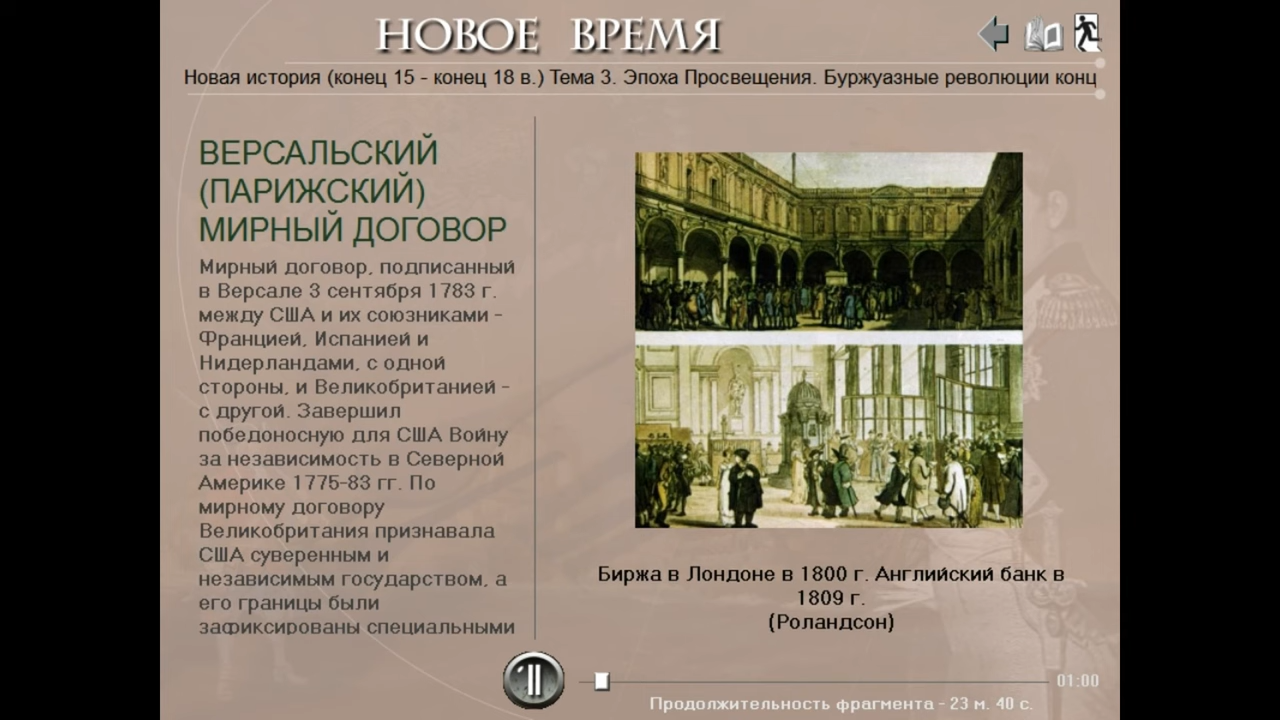 НОВОЕ ВРЕМЯ
Новая история (конец 15 - конец 18 в.) Тема 3. Эпоха Просвещения. Буржуазные революции конц
ВЕРСАЛЬСКИЙ
(ПАРИЖСКИЙ)
МИРНЫЙ ДОГОВОР
Мирный договор, подписанный
в Версале 3 сентября 1783 г.
между США и их союзниками -
Францией, Испанией и
Нидерландами, с одной
стороны, и Великобританией -
с другой. Завершил
победоносную для США Войну
за независимость в Северной
Америке 1775-83 гг. По
мирному договору
Великобритания признавала
США суверенным и
независимым государством, а
его границы были
зафиксированы специальными
Биржа в Лондоне в 1800 г. Английский банк в
1809 г.
(Роландсон)
01:00
Продолжительность фрагмента - 23 м. 40 с.